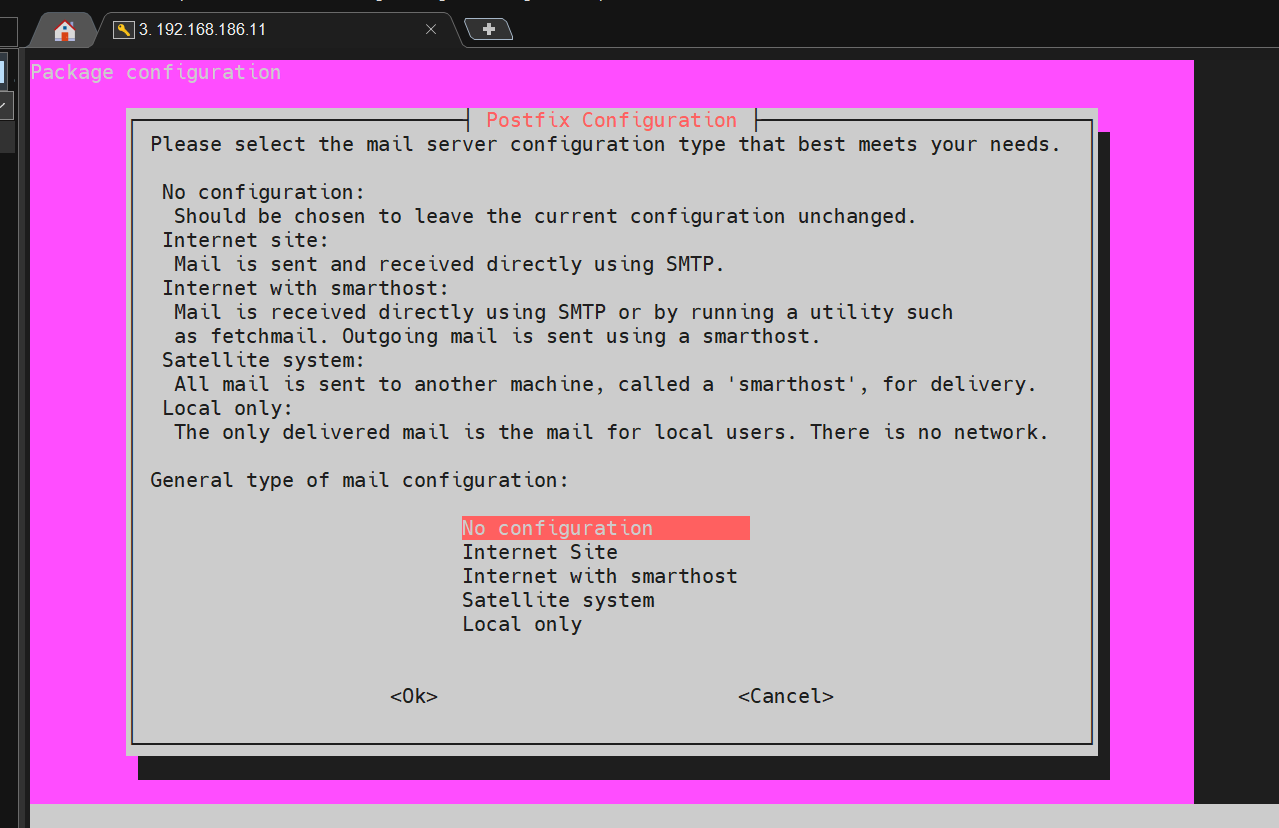 3. 192.168.186.11
Package configuration
Postfix Configuration
Please select the mail server configuration type that best meets your needs.
No configuration:
Should be chosen to leave the current configuration unchanged.
Internet site:
Mail is sent and received directly using SMTP.
Internet with smarthost:
Mail is received directly using SMTP or by running a utility such
as fetchmail. Outgoing mail is sent using a smarthost.
Satellite system:
All mail is sent to another machine, called a 'smarthost', for delivery.
Local only:
The only delivered mail is the mail for local users. There is no network.
General type of mail configuration:
No configuration
Internet Site
Internet with smarthost
Satellite system
Local only
<Ok> <Cancel>